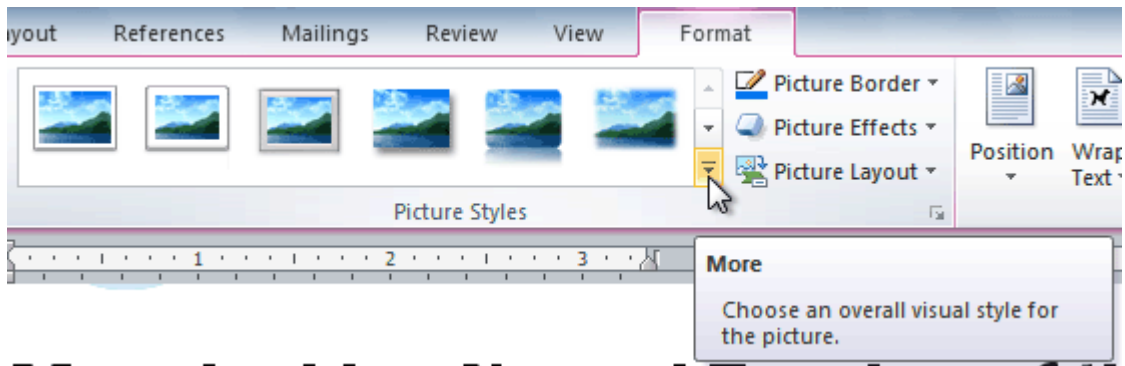 yout References Mailings Review View Format
Picture Border
Picture Effects
Picture Layout
Position Wrap
Text
Picture Styles
1 2 3
More
Choose an overall visual style for
the picture.